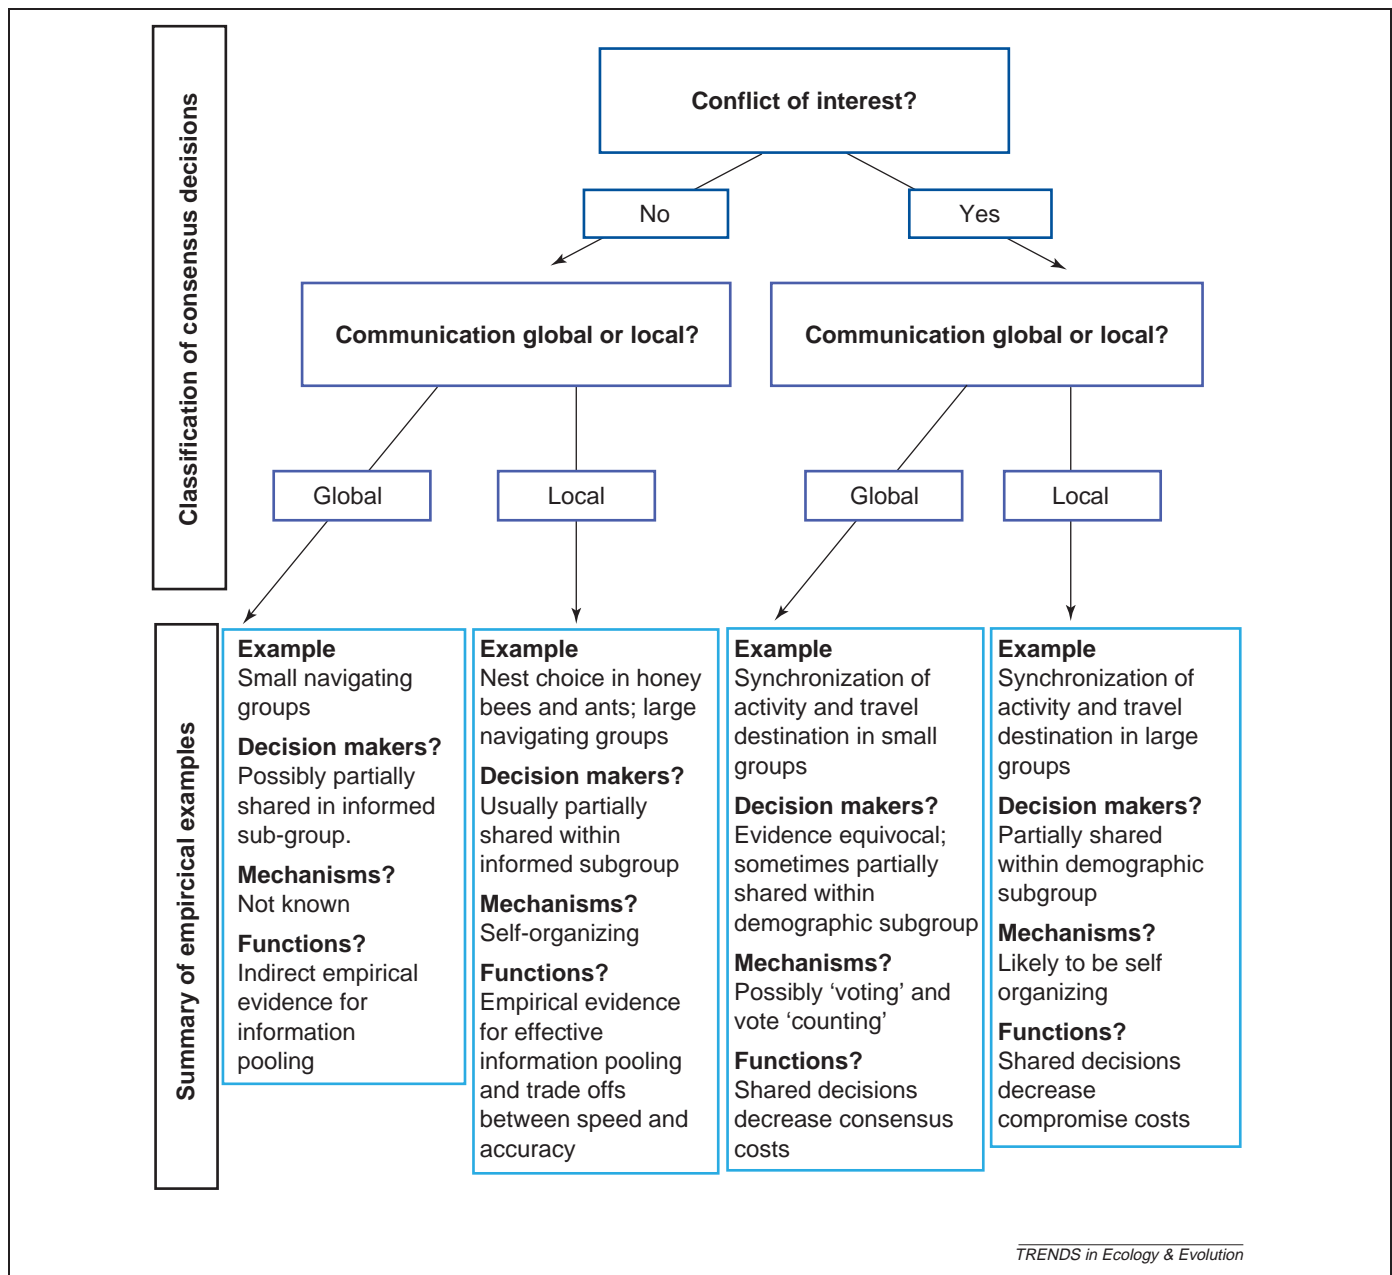 Classification of consensus decisions
Conflict of interest?
No
Yes
Communication global or local?
Communication global or local?
Global
Local
Global
Local
Summary of empircical examples
Example
Small navigating
groups
Decision makers?
Possibly partially
shared in informed
sub-group.
Mechanisms?
Not known
Functions?
Indirect empirical
evidence for
information
pooling
Example
Nest choice in honey
bees and ants; large
navigating groups
Decision makers?
Usually partially
shared within
informed subgroup
Mechanisms?
Self-organizing
Functions?
Empirical evidence
for effective
information pooling
and trade offs
between speed and
accuracy
Example
Synchronization of
activity and travel
destination in small
groups
Decision makers?
Evidence equivocal;
sometimes partially
shared within
demographic subgroup
Mechanisms?
Possibly ‘voting’ and
vote ‘counting’
Functions?
Shared decisions
decrease consensus
costs
Example
Synchronization of
activity and travel
destination in large
groups
Decision makers?
Partially shared
within demographic
subgroup
Mechanisms?
Likely to be self
organizing
Functions?
Shared decisions
decrease
compromise costs
TRENDS in Ecology & Evolution